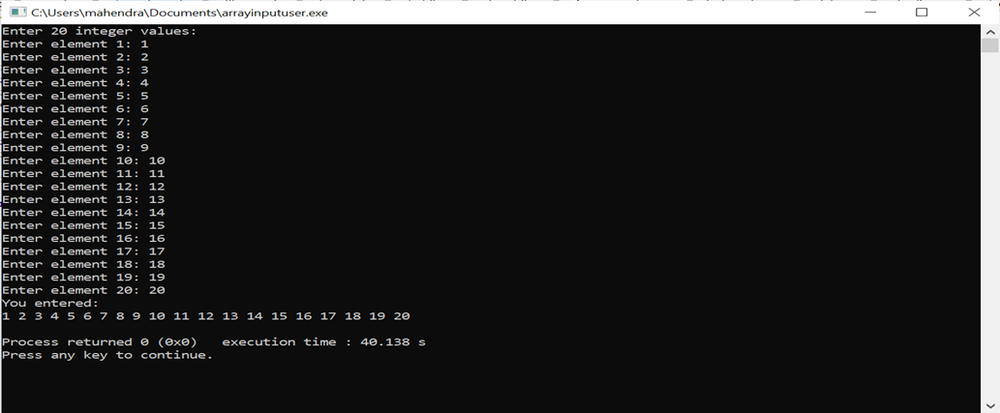 C:\Users\mahendra\Documents\arrayinputuser.exe
Enter 20 integer values:
Enter element 1: 1
Enter element 2: 2
Enter element 3: 3
Enter element 4: 4
Enter element 5: 5
Enter element 6: 6
Enter element 7: 7
Enter element 8: 8
Enter element 9: 9
Enter element 10: 10
Enter element 11: 11
Enter element 12: 12
Enter element 13: 13
Enter element 14: 14
Enter element 15: 15
Enter element 16: 16
Enter element 17: 17
Enter element 18: 18
Enter element 19: 19
Enter element 20: 20
You entered:
1 2 3 4 5 6 7 8 9 10 11 12 13 14 15 16 17 18 19 20
Process returned 0 (0x0)   execution time : 40.138 s
Press any key to continue.